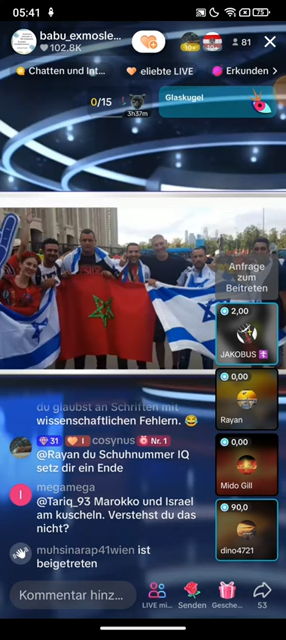 05:41
75
babu_exmosle...
102.8K
10+
81
Chatten und Int...
eliebte LIVE
Erkunden
0/15
3h37m
Glaskugel
Anfrage
zum
Beitreten
2,00
JAKOBUS
0,00
Rayan
0,00
Mido Gill
90,0
dino4721
du glaubst an Schriften mit
wissenschaftlichen Fehlern. 😂
31 I cosynus Nr. 1
@Rayan du Schuhnummer IQ
setz dir ein Ende
I
megamega
@Tariq_93 Marokko und Israel
am kuscheln. Verstehst du das
nicht?
muhsinarap41wien ist
beigetreten
Kommentar hinz...
LIVE mi...
Senden
Gesche...
53